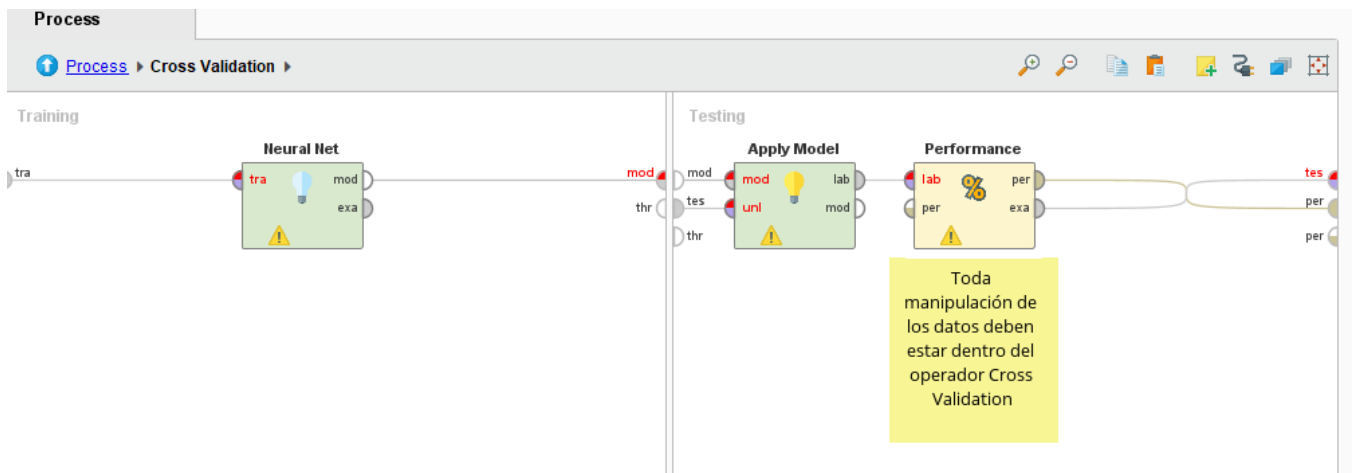 Process
Process ▸ Cross Validation ▸
Training
Testing
Neural Net
Apply Model
Performance
tra
tra
mod
exa
mod
thr
mod
tes
thr
mod
unl
lab
mod
lab
per
per
exa
tes
per
per
Toda
manipulación de
los datos deben
estar dentro del
operador Cross
Validation